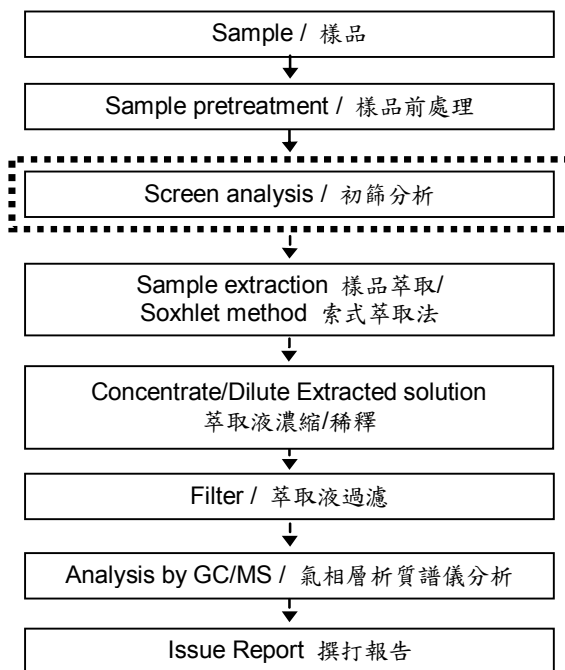 Sample / 樣品
Sample pretreatment / 樣品前處理
Screen analysis / 初篩分析
Sample extraction 樣品萃取/
Soxhlet method 索式萃取法
Concentrate/Dilute Extracted solution
萃取液濃縮/稀釋
Filter / 萃取液過濾
Analysis by GC/MS / 氣相層析質譜儀分析
Issue Report 撰打報告